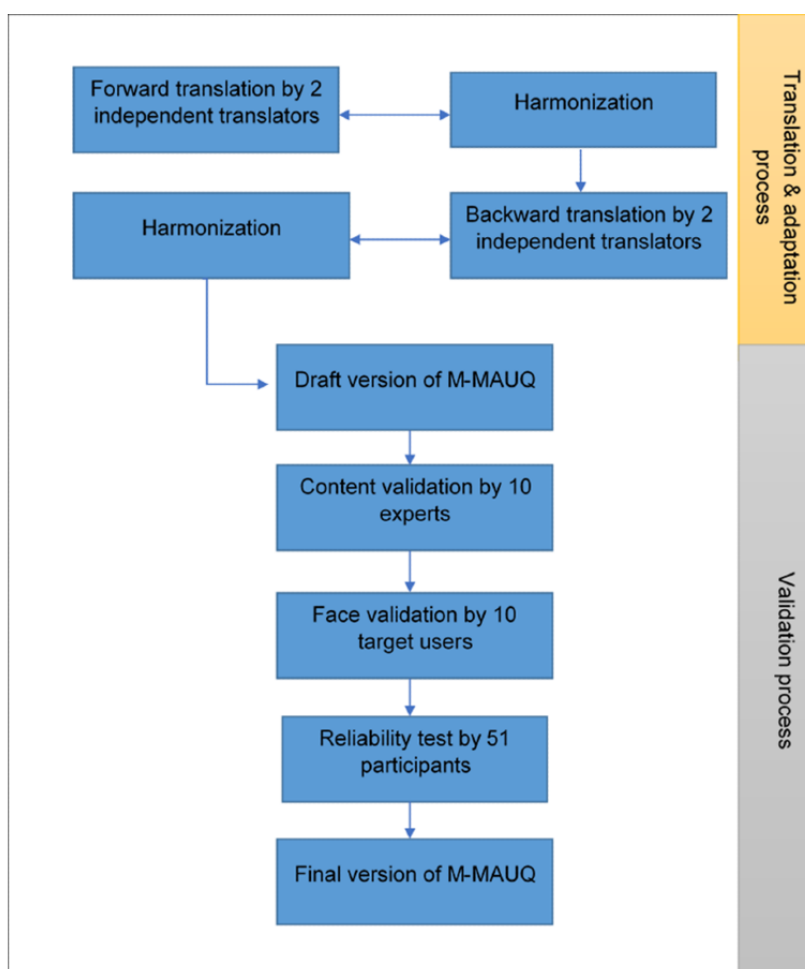 Forward translation by 2
independent translators
Harmonization
Backward translation by 2
independent translators
Harmonization
Draft version of M-MAUQ
Content validation by 10
experts
Face validation by 10
target users
Reliability test by 51
participants
Final version of M-MAUQ
Translation & adaptation
process
Validation process